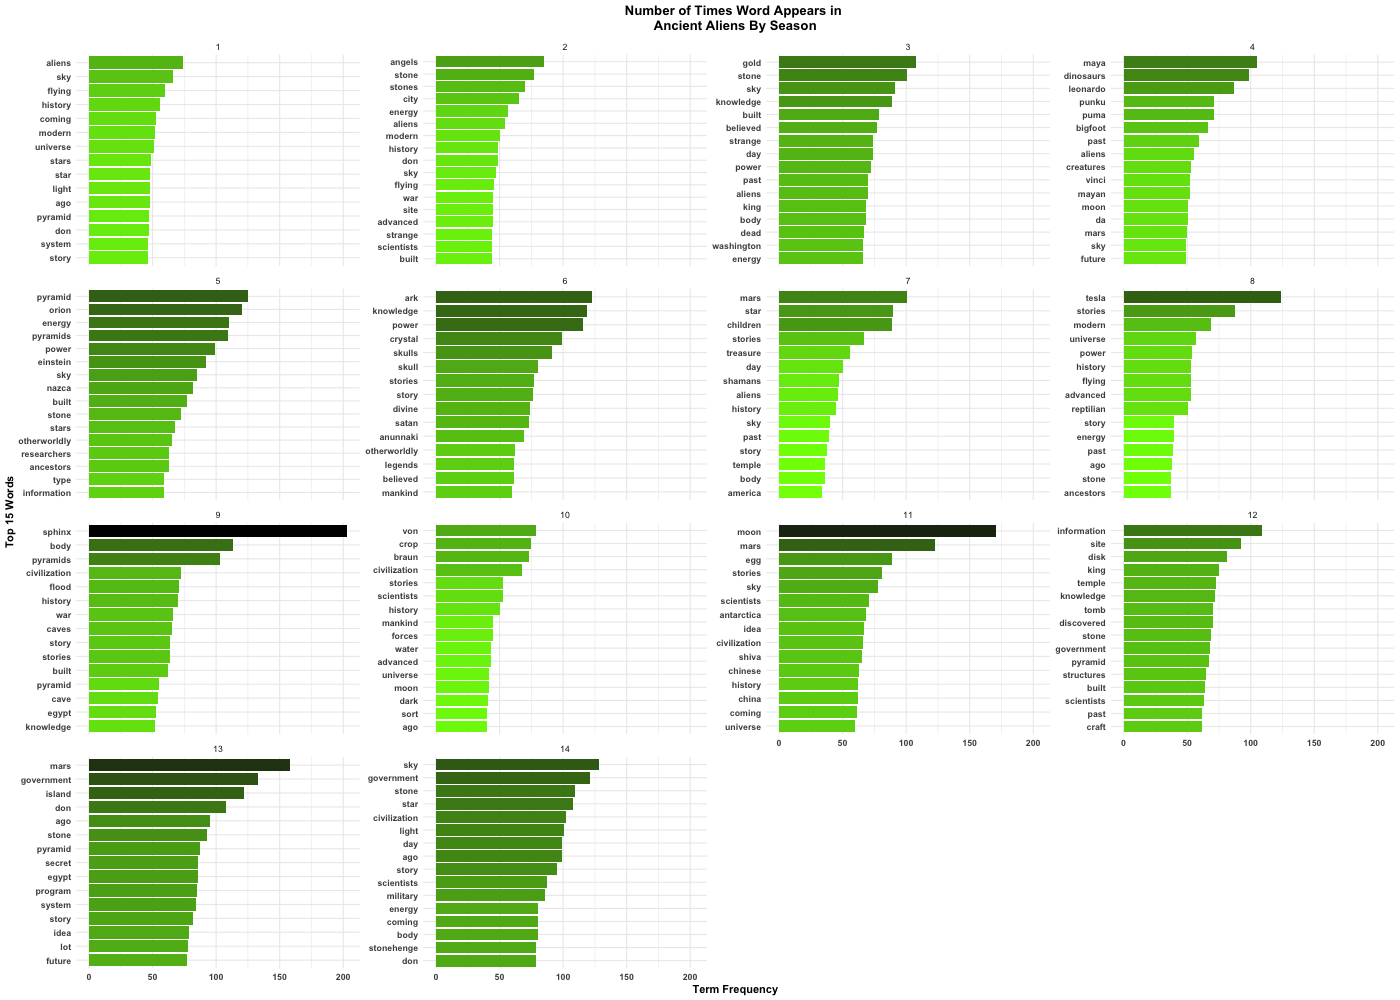 Number of Times Word Appears in
Ancient Aliens By Season
Top 15 Words
1
aliens
sky
flying
history
coming
modern
universe
stars
star
light
ago
pyramid
don
system
story
2
angels
stone
stones
city
energy
aliens
modern
history
don
sky
flying
war
site
advanced
strange
scientists
built
3
gold
stone
sky
knowledge
built
believed
strange
day
power
past
aliens
king
body
dead
washington
energy
4
maya
dinosaurs
leonardo
punku
puma
bigfoot
past
aliens
creatures
vinci
mayan
moon
da
mars
sky
future
5
pyramid
orion
energy
pyramids
power
einstein
sky
nazca
built
stone
stars
otherworldly
researchers
ancestors
type
information
6
ark
knowledge
power
crystal
skulls
skull
stories
story
divine
satan
anunnaki
otherworldly
legends
believed
mankind
7
mars
star
children
stories
treasure
day
shamans
aliens
history
sky
past
story
temple
body
america
8
tesla
stories
modern
universe
power
history
flying
advanced
reptilian
story
energy
past
ago
stone
ancestors
9
sphinx
body
pyramids
civilization
flood
history
war
caves
story
stories
built
pyramid
cave
egypt
knowledge
10
von
crop
braun
civilization
stories
scientists
history
mankind
forces
water
advanced
universe
moon
dark
sort
ago
11
moon
mars
egg
stories
sky
scientists
antarctica
idea
civilization
shiva
chinese
history
china
coming
universe
0 50 100 150 200
12
information
site
disk
king
temple
knowledge
tomb
discovered
stone
government
pyramid
structures
built
scientists
past
craft
0 50 100 150 200
13
mars
government
island
don
ago
stone
pyramid
secret
egypt
program
system
story
idea
lot
future
0 50 100 150 200
14
sky
government
stone
star
civilization
light
day
ago
story
scientists
military
energy
coming
body
stonehenge
don
0 50 100 150 200
Term Frequency